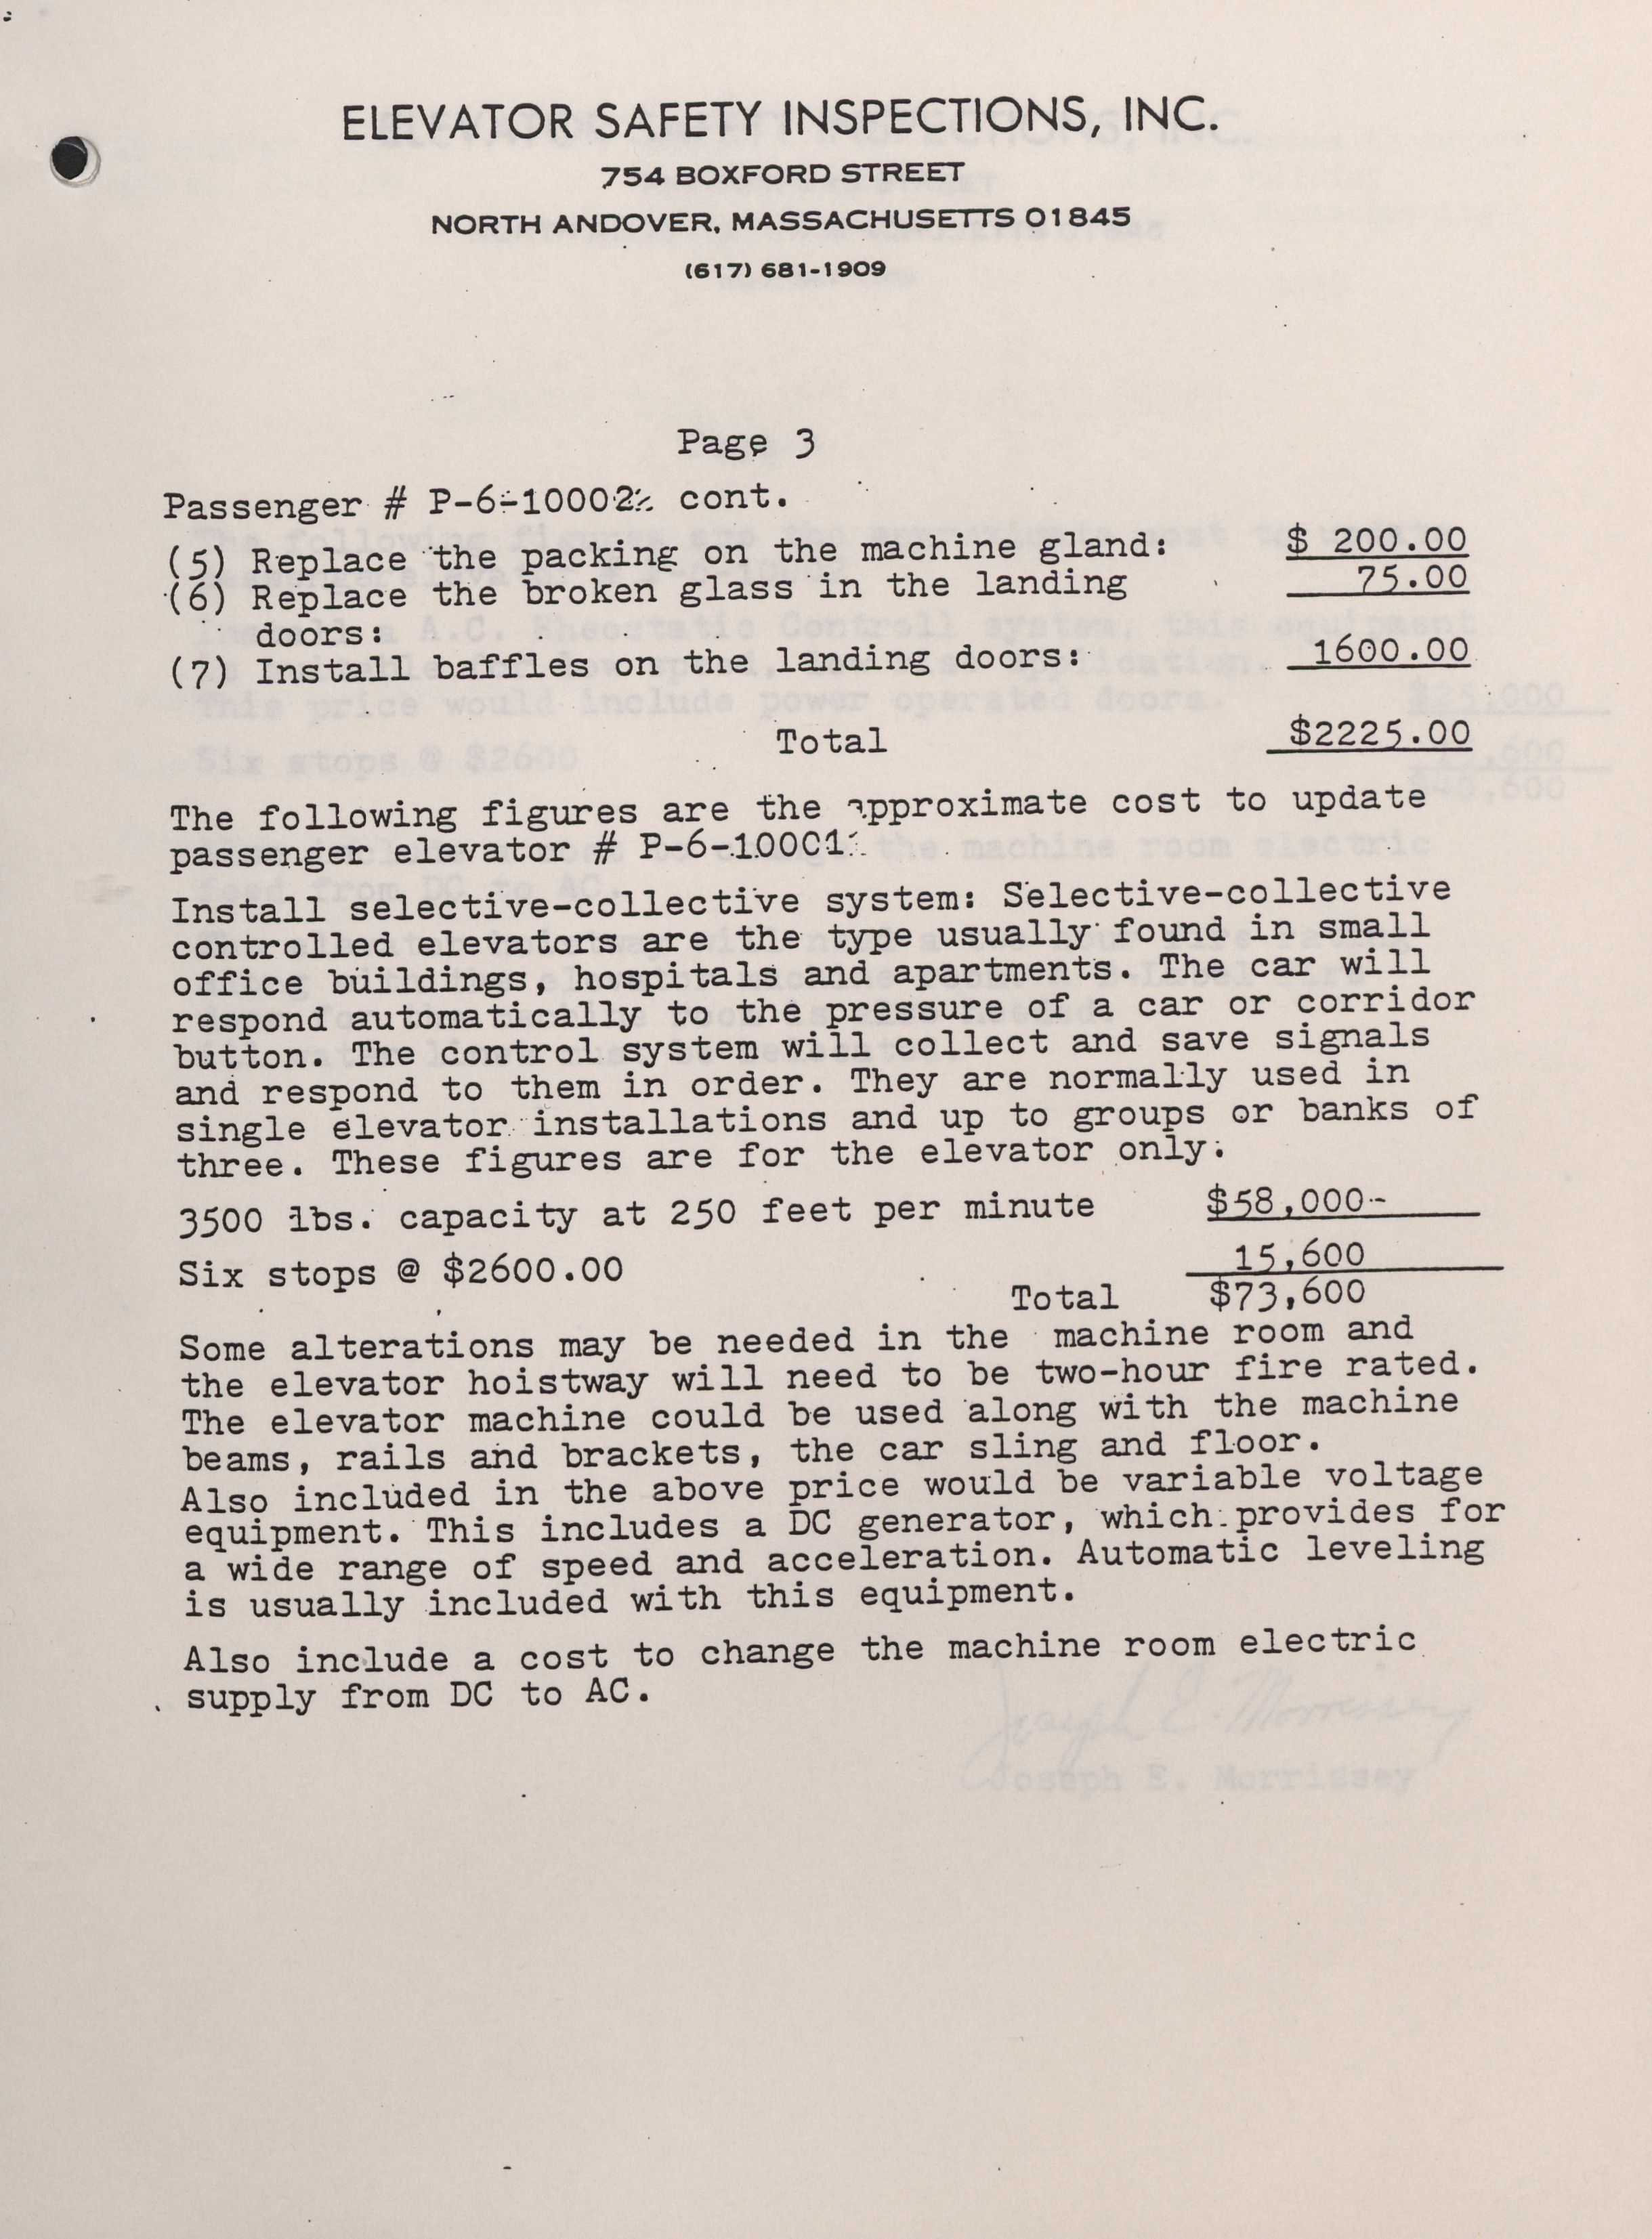 ELEVATOR SAFETY INSPECTIONS, INC.
754 BOXFORD STREET
NORTH ANDOVER, MASSACHUSETTS 01845
(617) 681-1909
Page 3
Passenger # P-6-10002 cont.
(5) Replace the packing on the machine gland: $ 200.00
(6) Replace the broken glass in the landing 75.00
doors:
(7) Install baffles on the landing doors: 1600.00
Total $2225.00
The following figures are the approximate cost to update
passenger elevator # P-6-10001
Install selective-collective system: Selective-collective
controlled elevators are the type usually found in small
office buildings, hospitals and apartments. The car will
respond automatically to the pressure of a car or corridor
button. The control system will collect and save signals
and respond to them in order. They are normally used in
single elevator installations and up to groups or banks of
three. These figures are for the elevator only.
3500 lbs. capacity at 250 feet per minute $58,000
Six stops @ $2600.00 15,600
Total $73,600
Some alterations may be needed in the machine room and
the elevator hoistway will need to be two-hour fire rated.
The elevator machine could be used along with the machine
beams, rails and brackets, the car sling and floor.
Also included in the above price would be variable voltage
equipment. This includes a DC generator, which provides for
a wide range of speed and acceleration. Automatic leveling
is usually included with this equipment.
Also include a cost to change the machine room electric
supply from DC to AC.
Joseph E. Morrissey
Joseph E. Morrissey